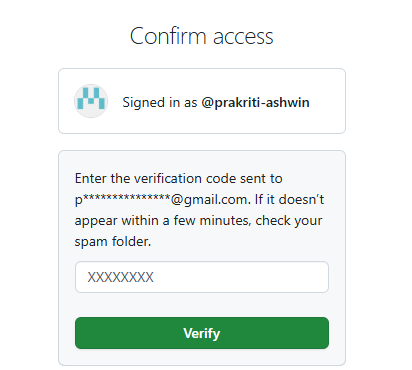 Confirm access
Signed in as @prakriti-ashwin
Enter the verification code sent to
p***************@gmail.com. If it doesn't
appear within a few minutes, check your
spam folder.
XXXXXXXX
Verify